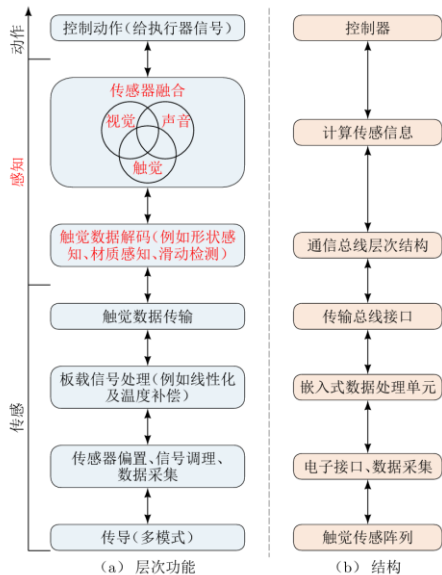 动作
感知
传感
控制动作(给执行器信号)
传感器融合
视觉
声音
触觉
触觉数据解码(例如形状感
知、材质感知、滑动检测)
触觉数据传输
板载信号处理(例如线性化
及温度补偿)
传感器偏置、信号调理、
数据采集
传导(多模式)
(a) 层次功能
控制器
计算传感信息
通信总线层次结构
传输总线接口
嵌入式数据处理单元
电子接口、数据采集
触觉传感阵列
(b) 结构